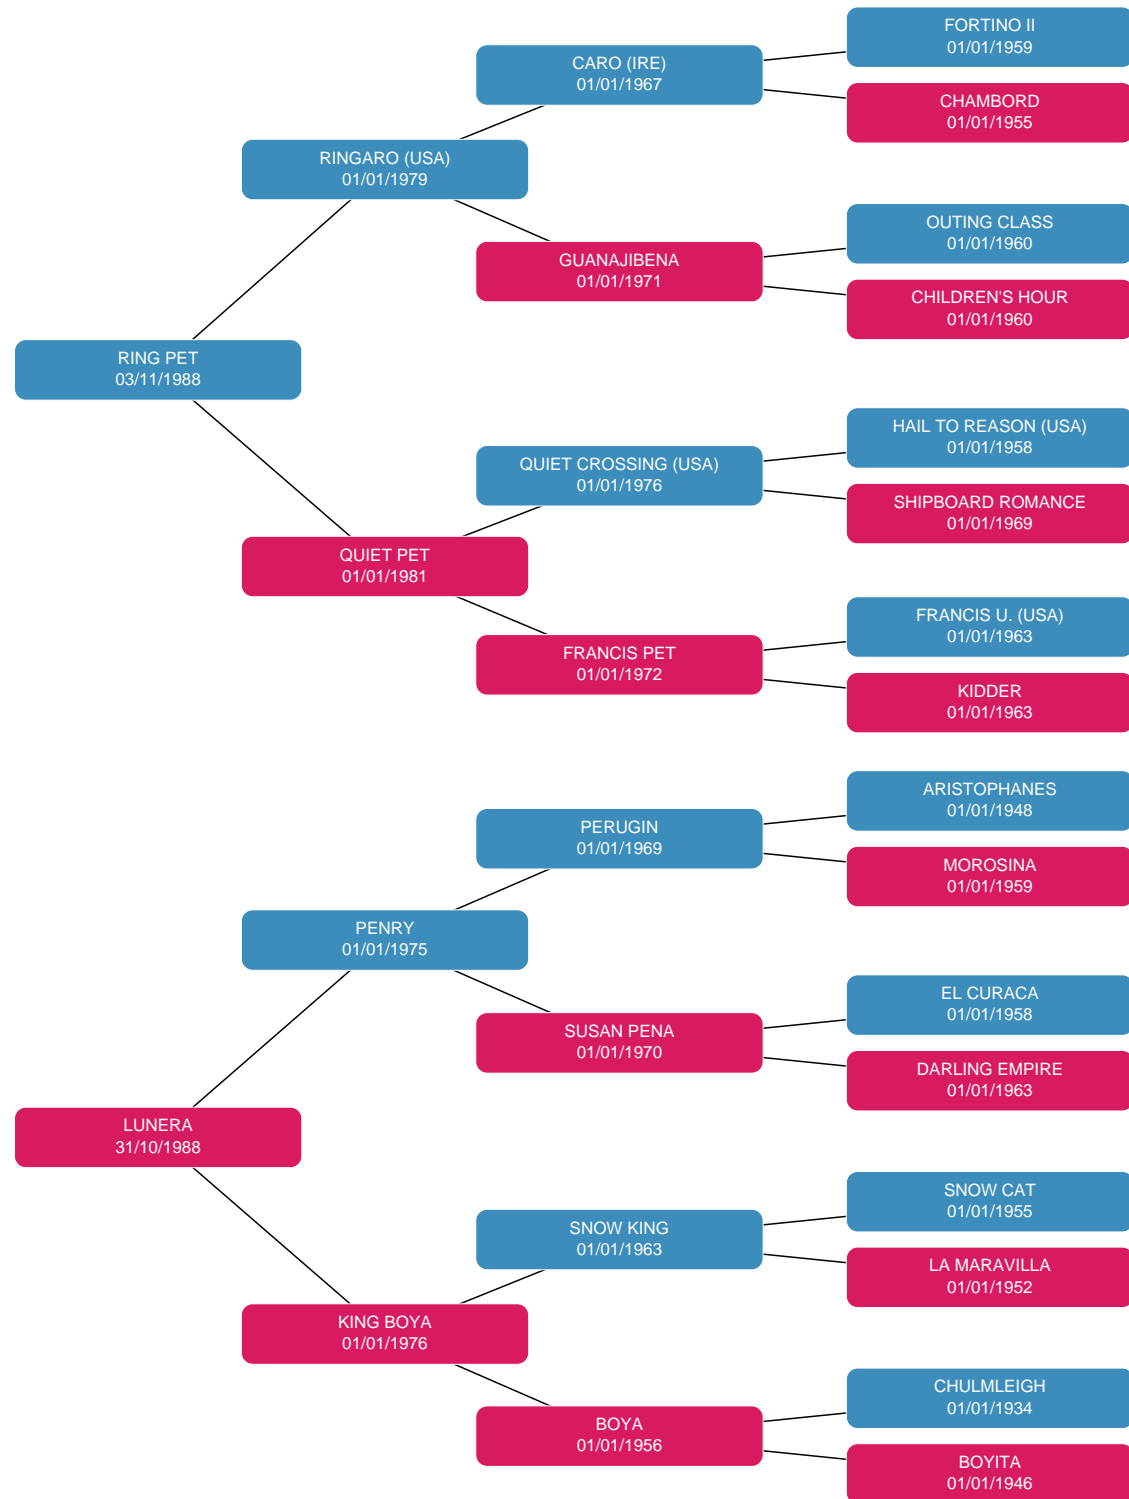 FORTINO II
01/01/1959
CARO (IRE)
01/01/1967
CHAMBORD
01/01/1955
RINGARO (USA)
01/01/1979
OUTING CLASS
01/01/1960
GUANAJIBENA
01/01/1971
CHILDREN'S HOUR
01/01/1960
RING PET
03/11/1988
HAIL TO REASON (USA)
01/01/1958
QUIET CROSSING (USA)
01/01/1976
SHIPBOARD ROMANCE
01/01/1969
QUIET PET
01/01/1981
FRANCIS U. (USA)
01/01/1963
FRANCIS PET
01/01/1972
KIDDER
01/01/1963
ARISTOPHANES
01/01/1948
PERUGIN
01/01/1969
MOROSINA
01/01/1959
PENRY
01/01/1975
EL CURACA
01/01/1958
SUSAN PENA
01/01/1970
DARLING EMPIRE
01/01/1963
LUNERA
31/10/1988
SNOW CAT
01/01/1955
SNOW KING
01/01/1963
LA MARAVILLA
01/01/1952
KING BOYA
01/01/1976
CHULMLEIGH
01/01/1934
BOYA
01/01/1956
BOYITA
01/01/1946